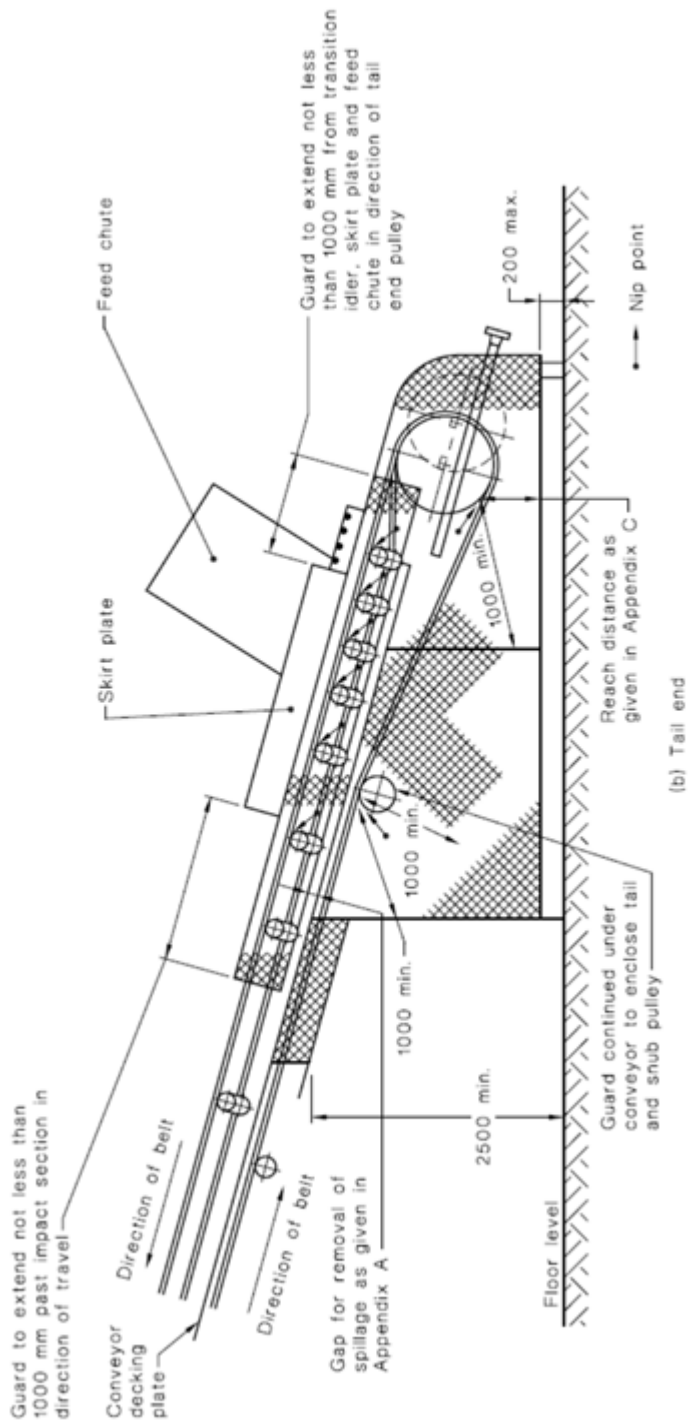 Guard to extend not less than
1000 mm past impact section in
direction of travel
Conveyor
decking
plate
Direction of belt
Direction of belt
Skirt plate
Feed chute
Guard to extend not less
than 1000 mm from transition
idler, skirt plate and feed
chute in direction of tail
end pulley
Gap for removal of
spillage as given in
Appendix A
2500 min.
1000 min.
1000 min.
1000 min.
200 max.
Floor level
Guard continued under
conveyor to enclose tail
and snub pulley
Reach distance as
given in Appendix C
Nip point
(b) Tail end